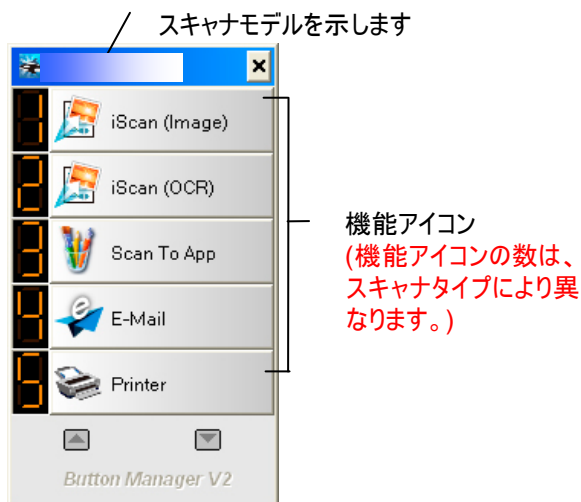 スキャナモデルを示します
1 iScan (Image)
2 iScan (OCR)
3 Scan To App
4 E-Mail
5 Printer
機能アイコン
(機能アイコンの数は、
スキャナタイプにより異
なります。)
Button Manager V2